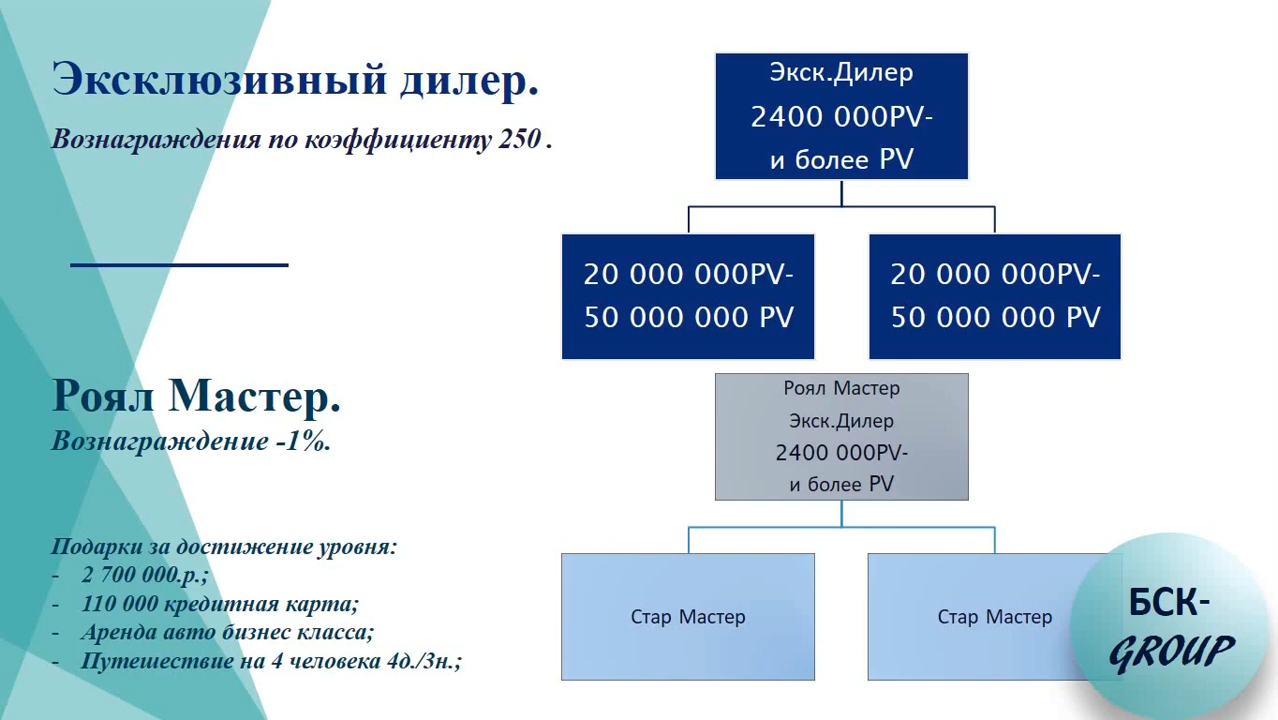 Эксклюзивный дилер.
Вознаграждения по коэффициенту 250 .
Экск.Дилер
2400 000PV-
и более PV
20 000 000PV-
50 000 000 PV
20 000 000PV-
50 000 000 PV
Роял Мастер.
Вознаграждение -1%.
Роял Мастер
Экск.Дилер
2400 000PV-
и более PV
Подарки за достижение уровня:
- 2 700 000.р.;
- 110 000 кредитная карта;
- Аренда авто бизнес класса;
- Путешествие на 4 человека 4д./3н.;
Стар Мастер
Стар Мастер
БСК-
GROUP